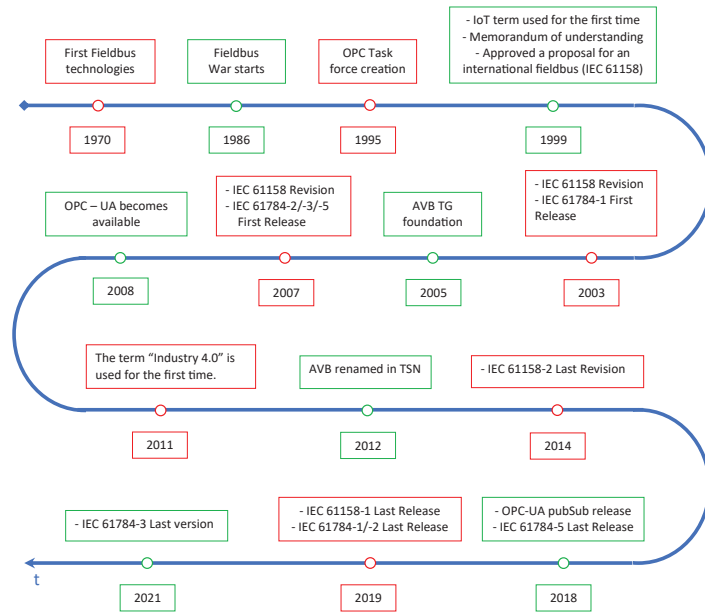 First Fieldbus
technologies
Fieldbus
War starts
OPC Task
force creation
- IoT term used for the first time
- Memorandum of understanding
- Approved a proposal for an
international fieldbus (IEC 61158)
1970
1986
1995
1999
OPC – UA becomes
available
- IEC 61158 Revision
- IEC 61784-2/-3/-5
First Release
AVB TG
foundation
- IEC 61158 Revision
- IEC 61784-1 First
Release
2008
2007
2005
2003
The term “Industry 4.0” is
used for the first time.
AVB renamed in TSN
- IEC 61158-2 Last Revision
2011
2012
2014
- IEC 61784-3 Last version
- IEC 61158-1 Last Release
- IEC 61784-1/-2 Last Release
- OPC-UA pubSub release
- IEC 61784-5 Last Release
t
2021
2019
2018